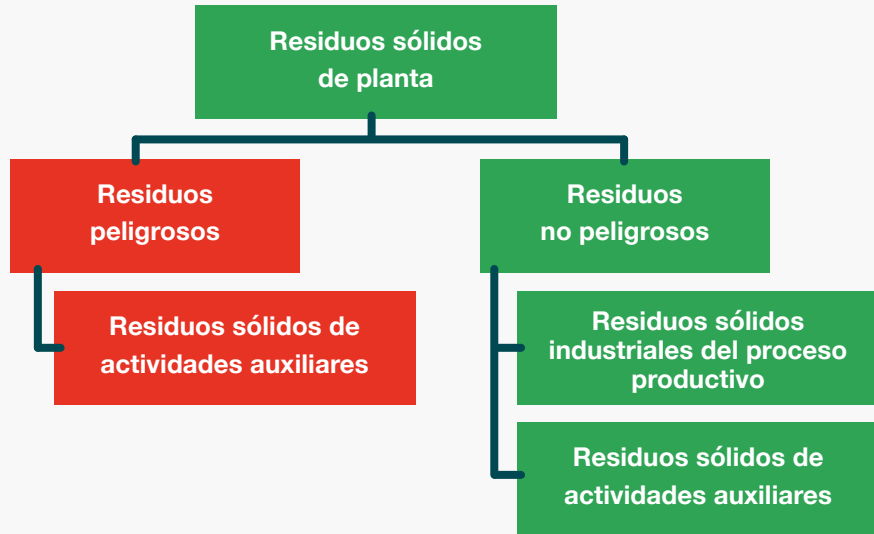 Residuos sólidos
de planta
Residuos
peligrosos
Residuos
no peligrosos
Residuos sólidos de
actividades auxiliares
Residuos sólidos
industriales del proceso
productivo
Residuos sólidos de
actividades auxiliares